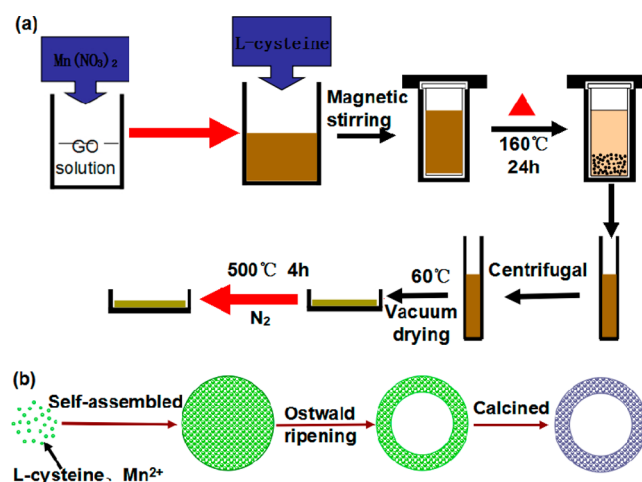 (a)
Mn(NO₃)₂
GO
solution
L-cysteine
Magnetic
stirring
160℃
24h
Centrifugal
60℃
Vacuum
drying
500℃ 4h
N₂
(b)
Self-assembled
L-cysteine、Mn²⁺
Ostwald
ripening
Calcined